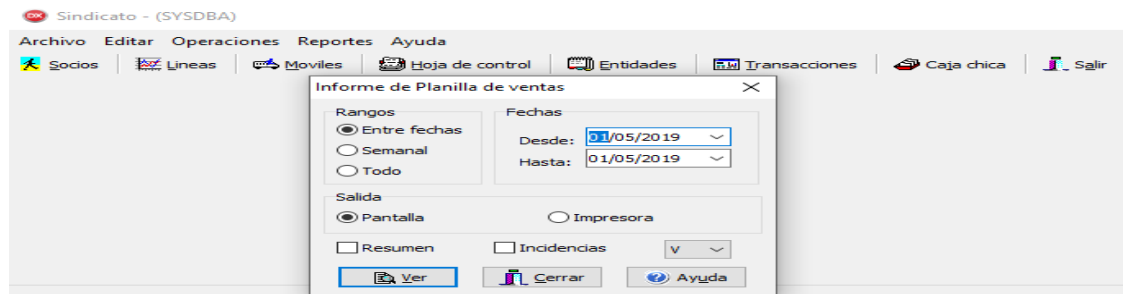 Sindicato - (SYSDBA)
Archivo Editar Operaciones Reportes Ayuda
Socios Lineas Moviles Hoja de control Entidades Transacciones Caja chica Salir
Informe de Planilla de ventas
Rangos Fechas
Entre fechas Desde: 01/05/2019
Semanal Hasta: 01/05/2019
Todo
Salida
Pantalla Impresora
Resumen Incidencias V
Ver Cerrar Ayuda